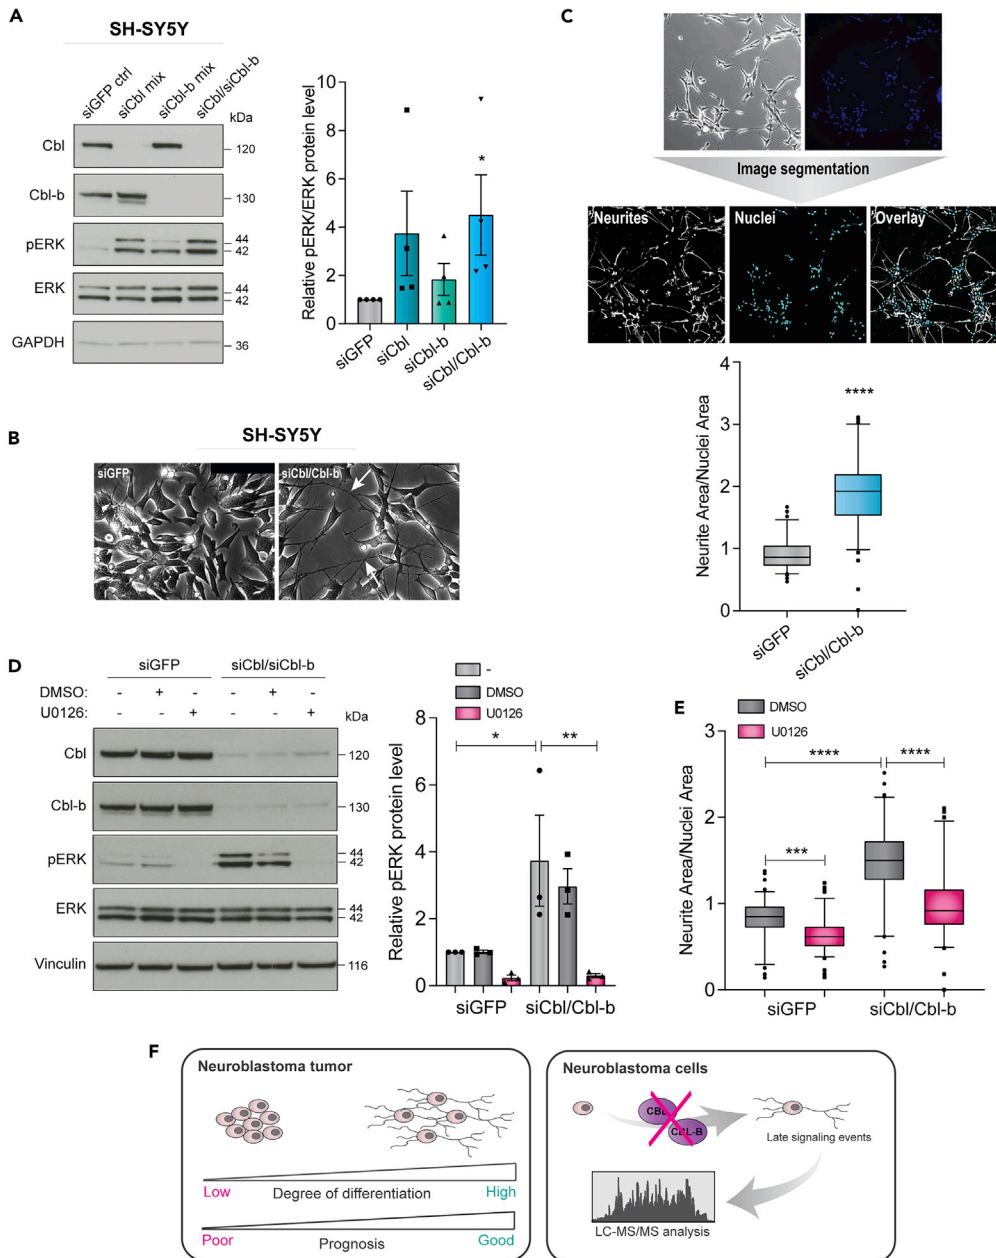 A
SH-SY5Y
siGFP ctrl
siCbl mix
siCbl-b mix
siCbl/siCbl-b
kDa
Cbl
120
Cbl-b
130
pERK
44
42
ERK
44
42
GAPDH
36
Relative pERK/ERK protein level
10
8
6
4
2
0
*
siGFP
siCbl
siCbl-b
siCbl/Cbl-b
B
SH-SY5Y
siGFP
siCbl/Cbl-b
C
Image segmentation
Neurites
Nuclei
Overlay
Neurite Area/Nuclei Area
4
3
2
1
0
****
siGFP
siCbl/Cbl-b
D
siGFP
siCbl/siCbl-b
DMSO: - + - - + -
U0126: - - + - - +
kDa
Cbl
120
Cbl-b
130
pERK
44
42
ERK
44
42
Vinculin
116
-
DMSO
U0126
Relative pERK protein level
8
6
4
2
0
*
**
siGFP
siCbl/Cbl-b
E
DMSO
U0126
Neurite Area/Nuclei Area
3
2
1
0
****
****
***
siGFP
siCbl/Cbl-b
F
Neuroblastoma tumor
Low Degree of differentiation High
Poor Prognosis Good
Neuroblastoma cells
CBL
CBL-B
Late signaling events
LC-MS/MS analysis